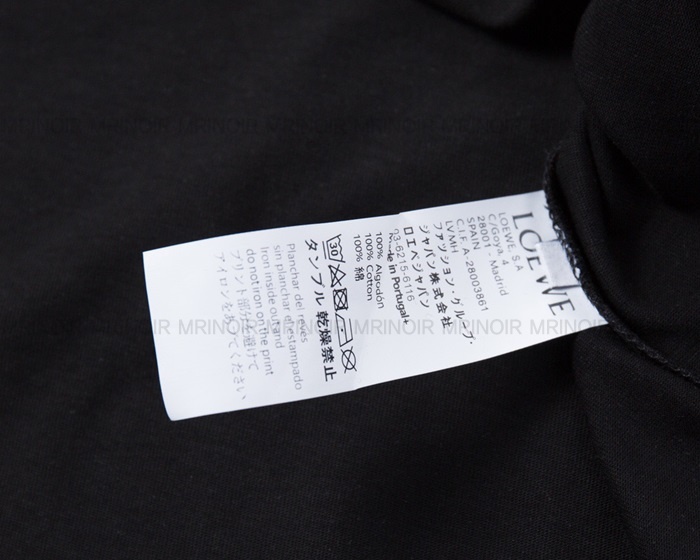 LOEWE
LOEWE S.A
C/Goya, 4
28001- Madrid
SPAIN
C.I.F.A-28003861
LVMH
ファッション・グループ・
ジャパン株式会社
ロエベジャパン
03-6215-6116
Made in Portugal
100% Algodón
100% Cotton
100% 綿
30
タンブル乾燥禁止
Planchar del revés
sin planchar el estampado
Iron inside out and
do not iron on the print
プリント部分は避けて
アイロンをあててください
MRINOIR MRINOIR MRINOIR MRINOIR